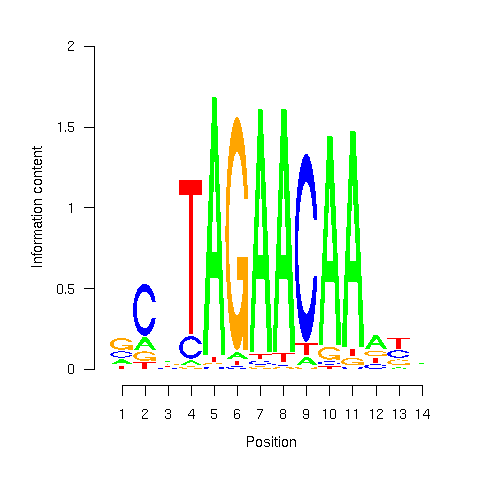 2
1.5
1
0.5
0
Information content
C T A G A A C A A
G A C A T
C G C T A T T T G T G C
A T A A G
1 2 3 4 5 6 7 8 9 10 11 12 13 14
Position